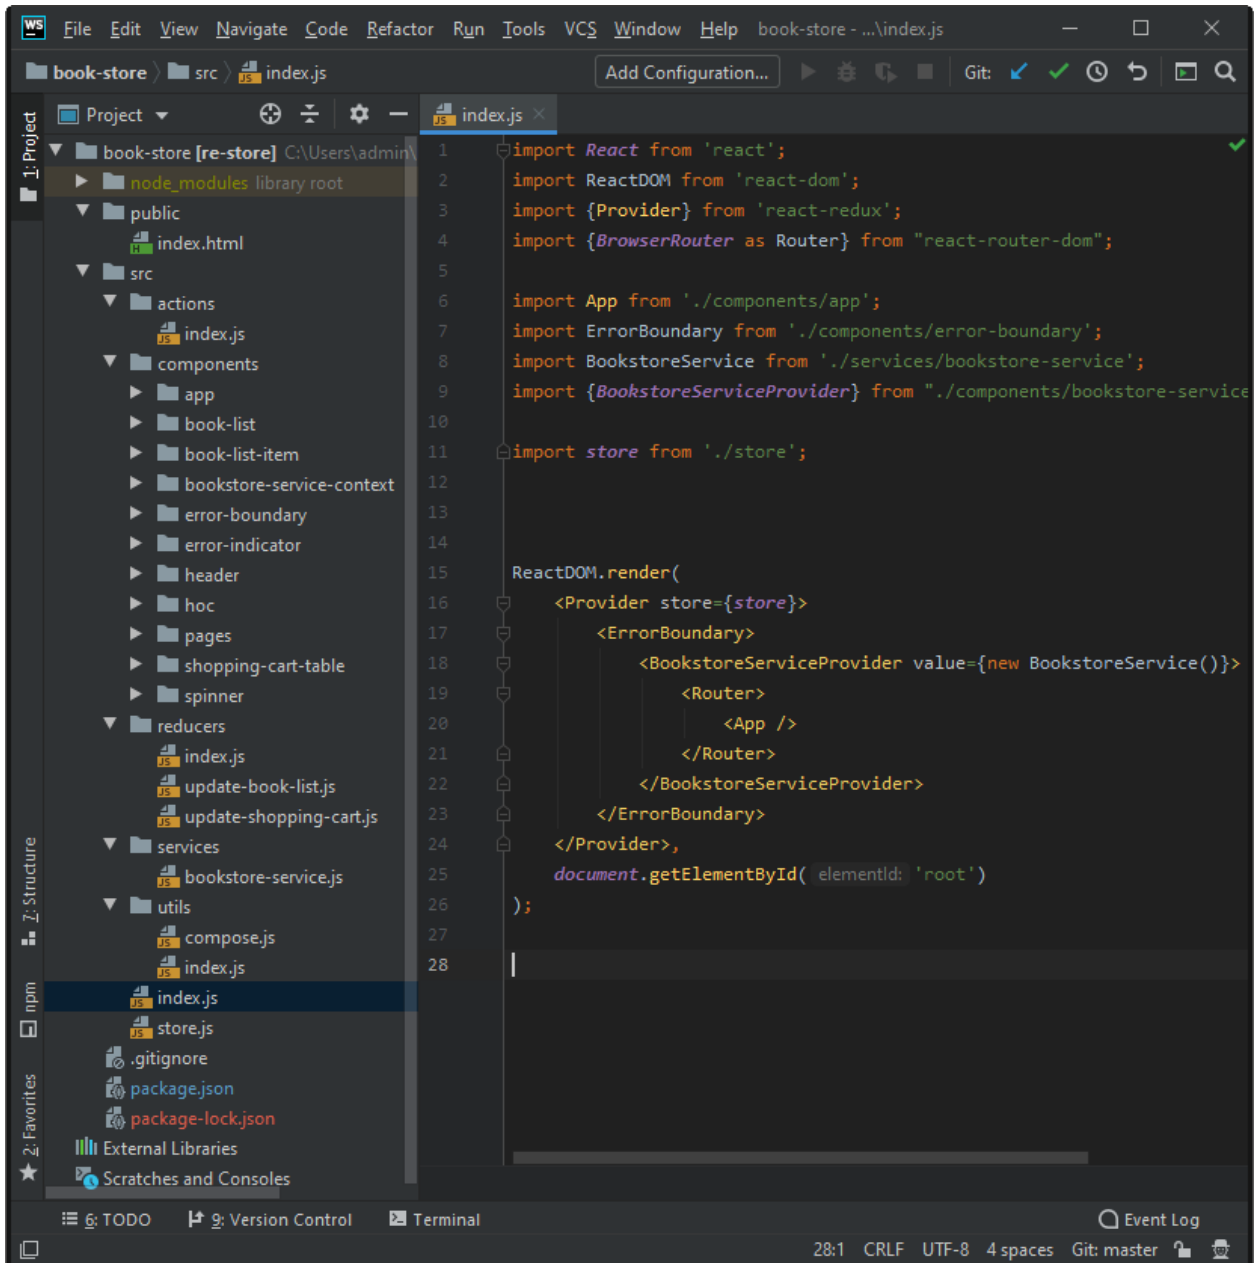 WS File Edit View Navigate Code Refactor Run Tools VCS Window Help book-store - ...\index.js
book-store src index.js Add Configuration... Git:
1: Project
7: Structure
npm
2: Favorites
Project
book-store [re-store] C:\Users\admin\
node_modules library root
public
index.html
src
actions
index.js
components
app
book-list
book-list-item
bookstore-service-context
error-boundary
error-indicator
header
hoc
pages
shopping-cart-table
spinner
reducers
index.js
update-book-list.js
update-shopping-cart.js
services
bookstore-service.js
utils
compose.js
index.js
index.js
store.js
.gitignore
package.json
package-lock.json
External Libraries
Scratches and Consoles
index.js
1 import React from 'react';
2 import ReactDOM from 'react-dom';
3 import {Provider} from 'react-redux';
4 import {BrowserRouter as Router} from "react-router-dom";
5
6 import App from './components/app';
7 import ErrorBoundary from './components/error-boundary';
8 import BookstoreService from './services/bookstore-service';
9 import {BookstoreServiceProvider} from "./components/bookstore-service
10
11 import store from './store';
12
13
14
15 ReactDOM.render(
16     <Provider store={store}>
17         <ErrorBoundary>
18             <BookstoreServiceProvider value={new BookstoreService()}>
19                 <Router>
20                     <App />
21                 </Router>
22             </BookstoreServiceProvider>
23         </ErrorBoundary>
24     </Provider>,
25     document.getElementById( elementId: 'root')
26 );
27
28
6: TODO 9: Version Control Terminal Event Log
28:1 CRLF UTF-8 4 spaces Git: master